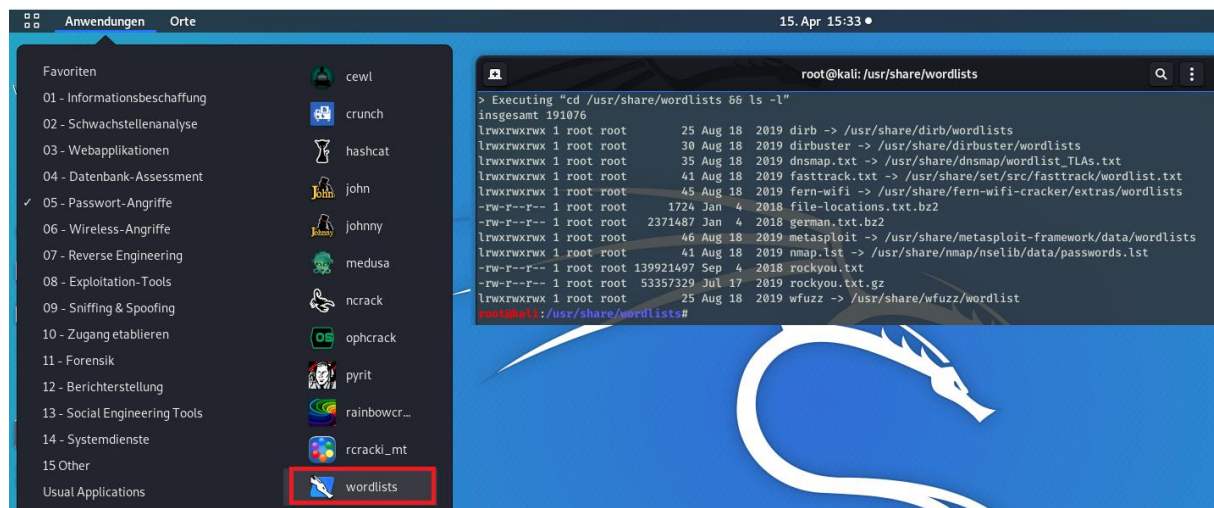 Anwendungen Orte 15. Apr 15:33
Favoriten
01 - Informationsbeschaffung
02 - Schwachstellenanalyse
03 - Webapplikationen
04 - Datenbank-Assessment
✓ 05 - Passwort-Angriffe
06 - Wireless-Angriffe
07 - Reverse Engineering
08 - Exploitation-Tools
09 - Sniffing & Spoofing
10 - Zugang etablieren
11 - Forensik
12 - Berichterstellung
13 - Social Engineering Tools
14 - Systemdienste
15 Other
Usual Applications
cewl
crunch
hashcat
John
john
Johnny
johnny
medusa
ncrack
OS
ophcrack
pyrit
rainbowcr...
rcracki_mt
wordlists
root@kali: /usr/share/wordlists
> Executing “cd /usr/share/wordlists && ls -l”
insgesamt 191076
lrwxrwxrwx 1 root root 25 Aug 18 2019 dirb -> /usr/share/dirb/wordlists
lrwxrwxrwx 1 root root 30 Aug 18 2019 dirbuster -> /usr/share/dirbuster/wordlists
lrwxrwxrwx 1 root root 35 Aug 18 2019 dnsmap.txt -> /usr/share/dnsmap/wordlist_TLAs.txt
lrwxrwxrwx 1 root root 41 Aug 18 2019 fasttrack.txt -> /usr/share/set/src/fasttrack/wordlist.txt
lrwxrwxrwx 1 root root 45 Aug 18 2019 fern-wifi -> /usr/share/fern-wifi-cracker/extras/wordlists
-rw-r--r-- 1 root root 1724 Jan 4 2018 file-locations.txt.bz2
-rw-r--r-- 1 root root 2371487 Jan 4 2018 german.txt.bz2
lrwxrwxrwx 1 root root 46 Aug 18 2019 metasploit -> /usr/share/metasploit-framework/data/wordlists
lrwxrwxrwx 1 root root 41 Aug 18 2019 nmap.lst -> /usr/share/nmap/nselib/data/passwords.lst
-rw-r--r-- 1 root root 139921497 Sep 4 2018 rockyou.txt
-rw-r--r-- 1 root root 53357329 Jul 17 2019 rockyou.txt.gz
lrwxrwxrwx 1 root root 25 Aug 18 2019 wfuzz -> /usr/share/wfuzz/wordlist
root@kali:/usr/share/wordlists#